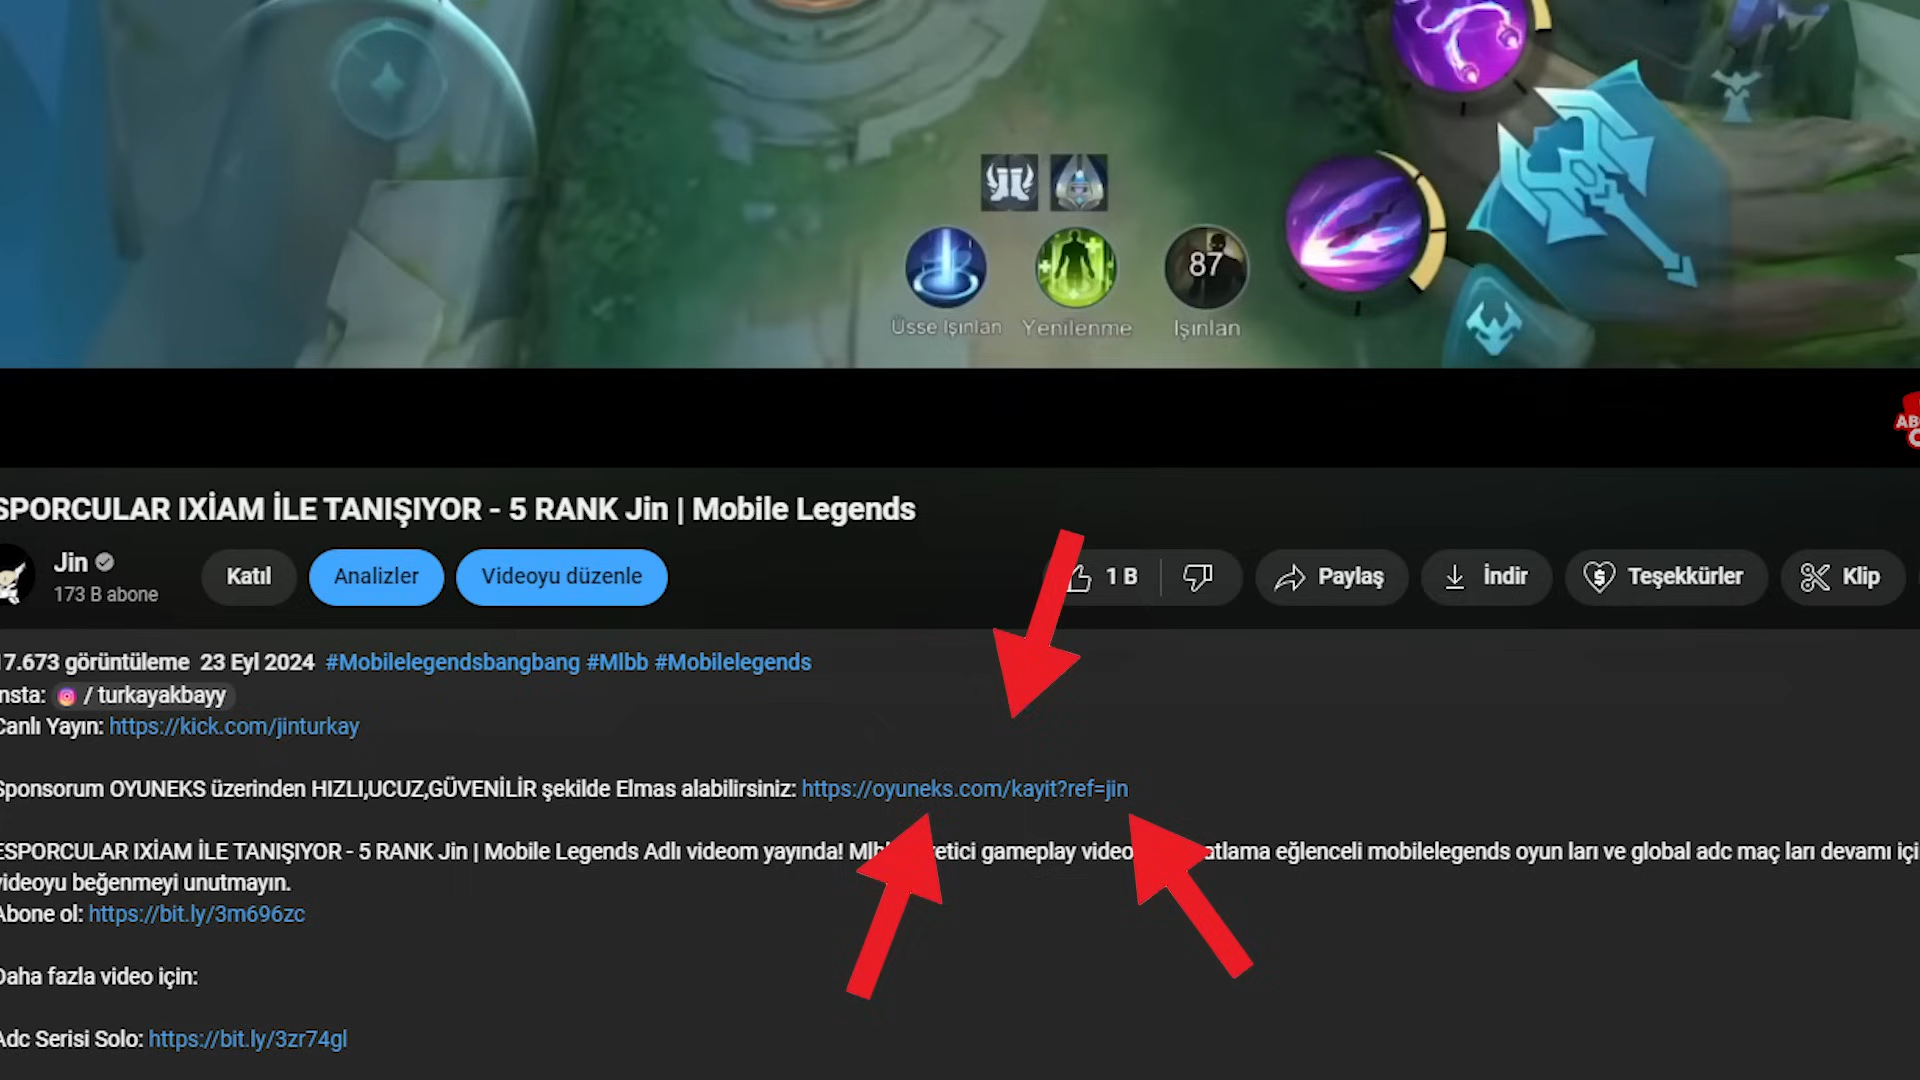 87
Üsse Işınlan Yenilenme Işınlan
SPORCULAR IXİAM İLE TANIŞIYOR - 5 RANK Jin | Mobile Legends
Jin
173 B abone
Katıl
Analizler
Videoyu düzenle
1 B
Paylaş
İndir
Teşekkürler
Klip
17.673 görüntüleme 23 Eyl 2024 #Mobilelegendsbangbang #Mlbb #Mobilelegends
nsta: / turkayakbayy
Canlı Yayın: https://kick.com/jinturkay
Sponsorum OYUNEKS üzerinden HIZLI,UCUZ,GÜVENİLİR şekilde Elmas alabilirsiniz: https://oyuneks.com/kayit?ref=jin
ESPORCULAR IXİAM İLE TANIŞIYOR - 5 RANK Jin | Mobile Legends Adlı videom yayında! retici gameplay video atlama eğlenceli mobilelegends oyun ları ve global adc maç ları devamı içi
videoyu beğenmeyi unutmayın.
Abone ol: https://bit.ly/3m696zc
Daha fazla video için:
Adc Serisi Solo: https://bit.ly/3zr74gl